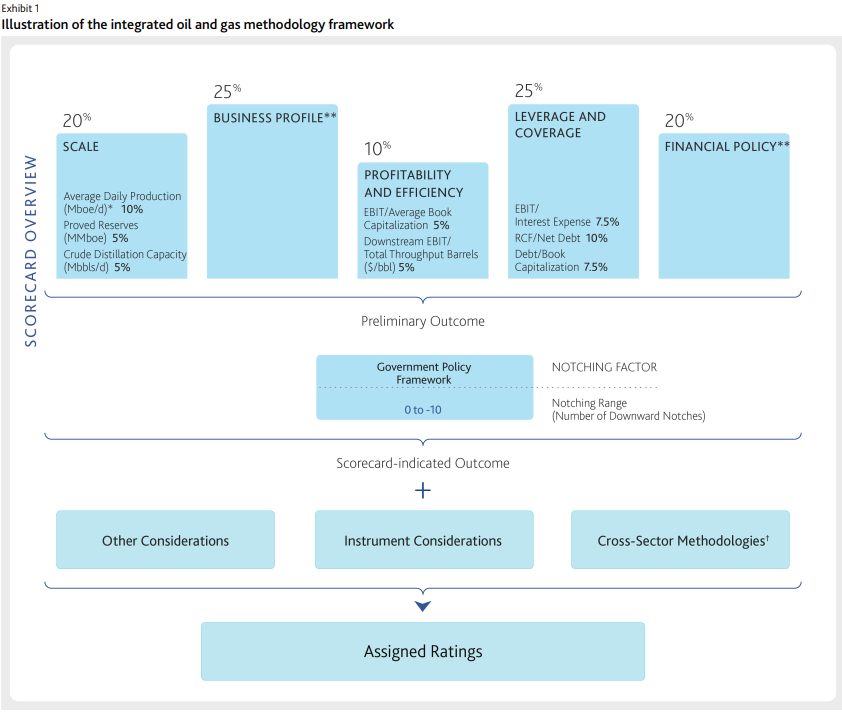 Exhibit 1
Illustration of the integrated oil and gas methodology framework
SCORECARD OVERVIEW
20%
SCALE
Average Daily Production
(Mboe/d)* 10%
Proved Reserves
(MMboe) 5%
Crude Distillation Capacity
(Mbbls/d) 5%
25%
BUSINESS PROFILE**
10%
PROFITABILITY
AND EFFICIENCY
EBIT/Average Book
Capitalization 5%
Downstream EBIT/
Total Throughput Barrels
($/bbl) 5%
25%
LEVERAGE AND
COVERAGE
EBIT/
Interest Expense 7.5%
RCF/Net Debt 10%
Debt/Book
Capitalization 7.5%
20%
FINANCIAL POLICY**
Preliminary Outcome
Government Policy
Framework
0 to -10
NOTCHING FACTOR
Notching Range
(Number of Downward Notches)
Scorecard-indicated Outcome
+
Other Considerations
Instrument Considerations
Cross-Sector Methodologies†
Assigned Ratings